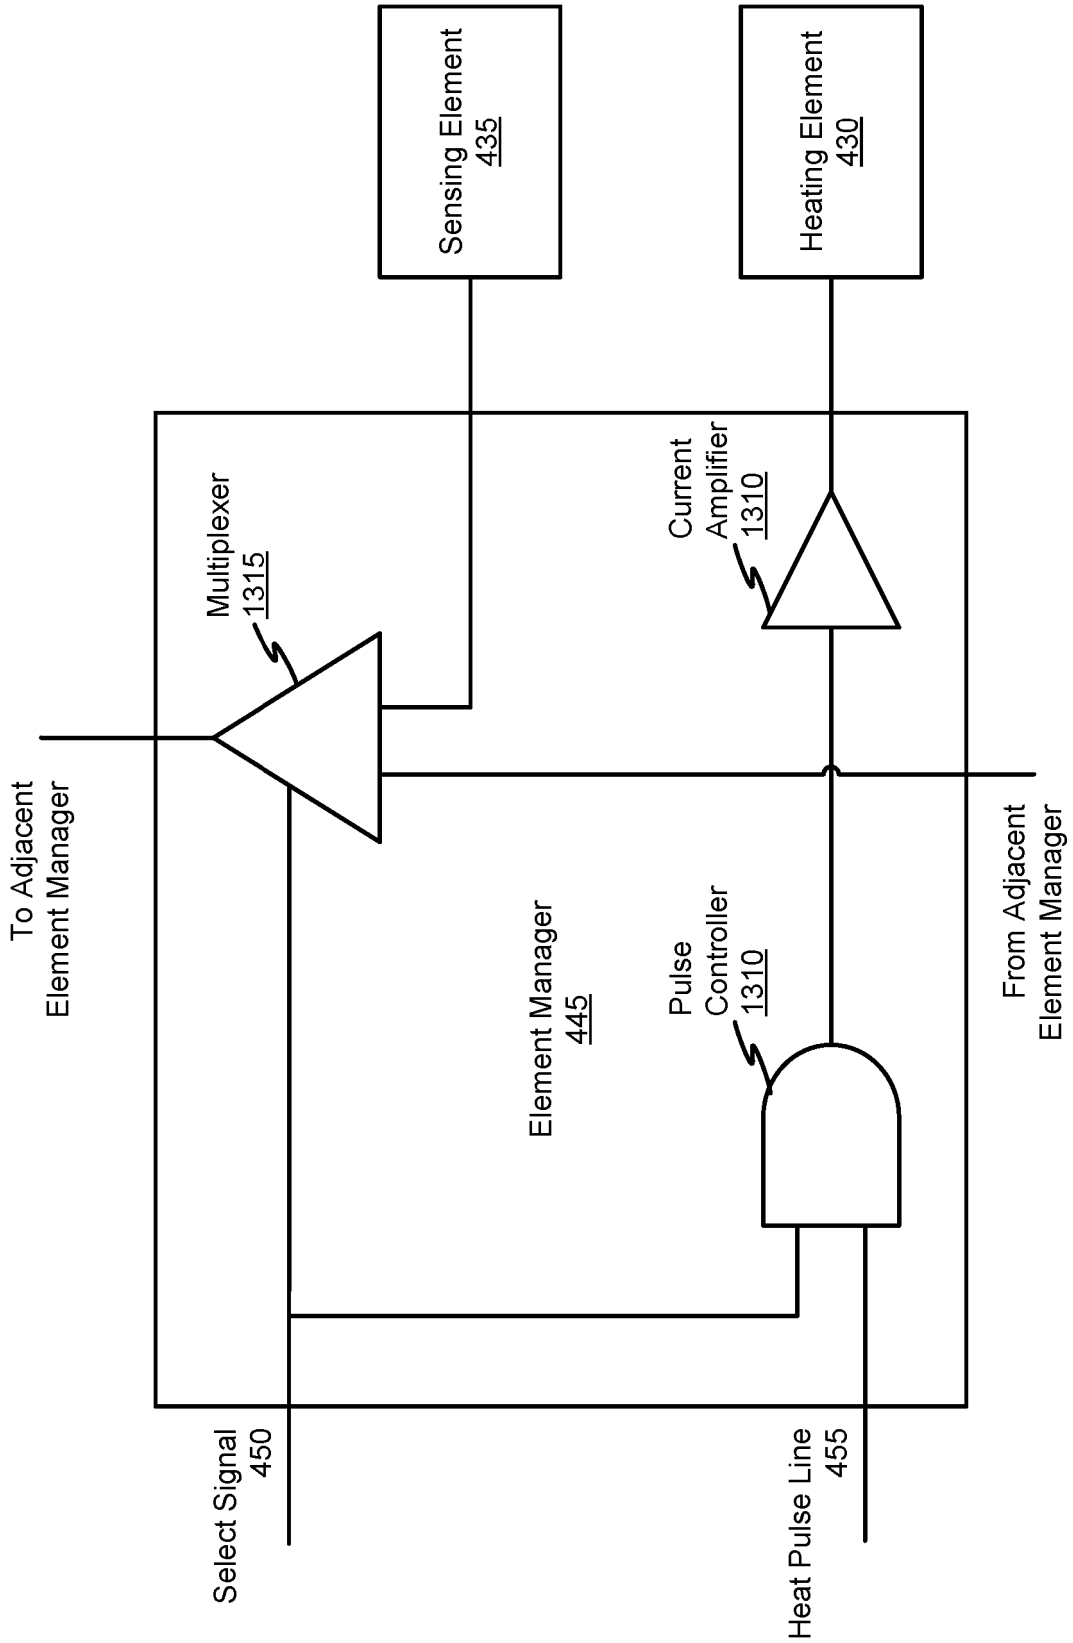 To Adjacent
Element Manager
Multiplexer
1315
Sensing Element
435
Select Signal
450
Element Manager
445
Pulse
Controller
1310
Current
Amplifier
1310
Heating Element
430
Heat Pulse Line
455
From Adjacent
Element Manager